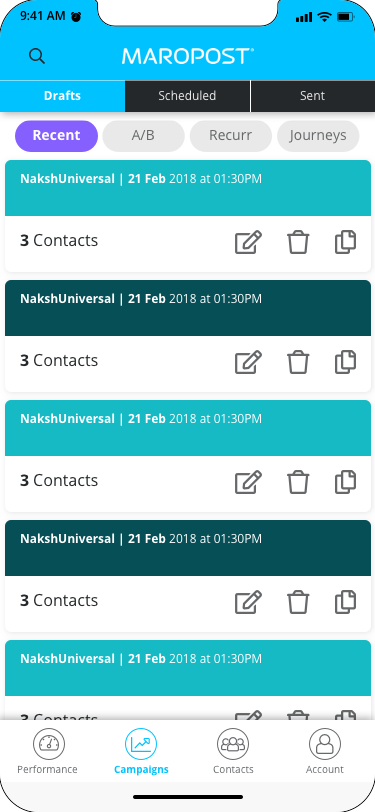 9:41 AM
MAROPOST
Drafts Scheduled Sent
Recent A/B Recurr Journeys
NakshUniversal | 21 Feb 2018 at 01:30PM
3 Contacts
NakshUniversal | 21 Feb 2018 at 01:30PM
3 Contacts
NakshUniversal | 21 Feb 2018 at 01:30PM
3 Contacts
NakshUniversal | 21 Feb 2018 at 01:30PM
3 Contacts
NakshUniversal | 21 Feb 2018 at 01:30PM
3 Contacts
Performance Campaigns Contacts Account